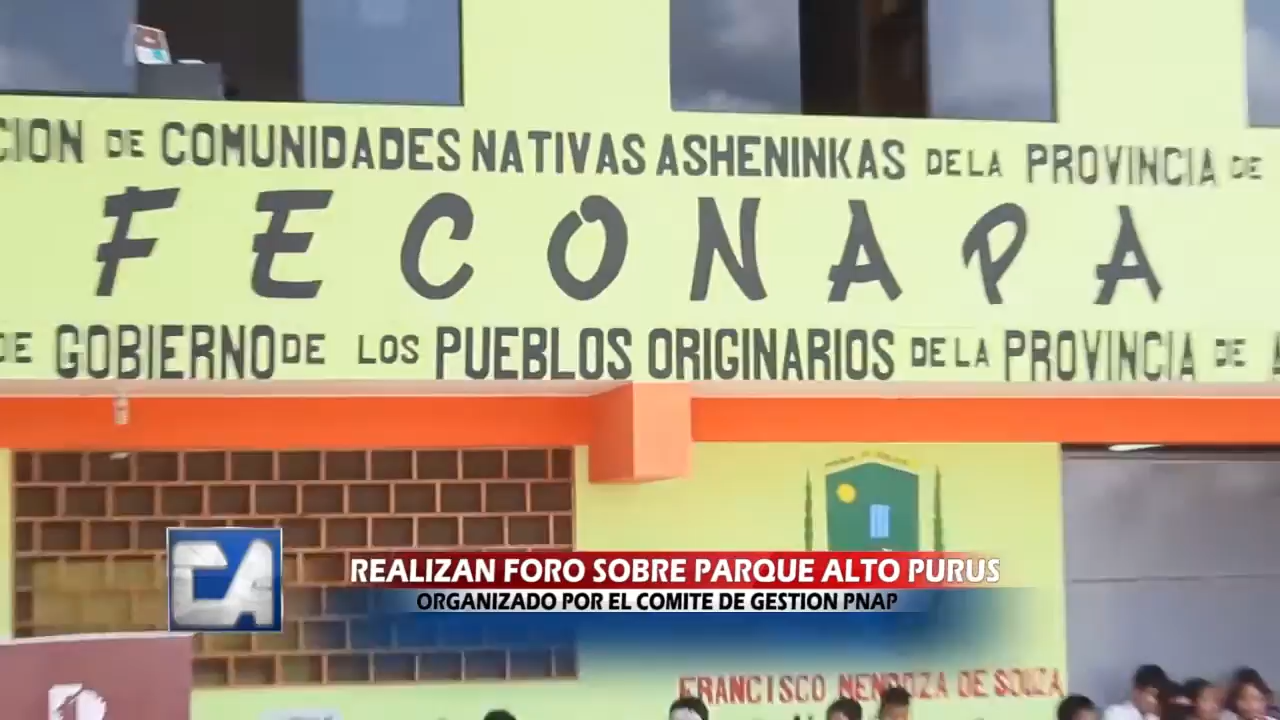 CION DE COMUNIDADES NATIVAS ASHENINKAS DE LA PROVINCIA DE
FECONAPA
DE GOBIERNO DE LOS PUEBLOS ORIGINARIOS DE LA PROVINCIA DE A
CA
REALIZAN FORO SOBRE PARQUE ALTO PURUS
ORGANIZADO POR EL COMITE DE GESTION PNAP
FRANCISCO MENDOZA DE SOUZA